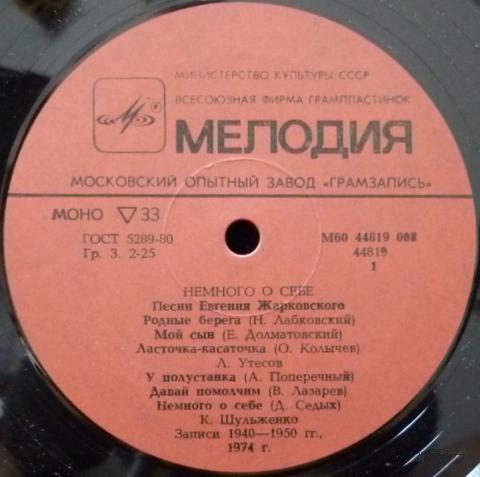 МИНИСТЕРСТВО КУЛЬТУРЫ СССР
ВСЕСОЮЗНАЯ ФИРМА ГРАМПЛАСТИНОК
МЕЛОДИЯ
МОСКОВСКИЙ ОПЫТНЫЙ ЗАВОД «ГРАМЗАПИСЬ»
МОНО ▽33
ГОСТ 5289-80
Гр. 3. 2-25
М60 44819 008
44819
1
НЕМНОГО О СЕБЕ
Песни Евгения Жарковского
Родные берега (Н. Лабковский)
Мой сын (Е. Долматовский)
Ласточка-касаточка (О. Колычев)
Л. Утесов
У полустанка (А. Поперечный)
Давай помолчим (В. Лазарев)
Немного о себе (Д. Седых)
К. Шульженко
Записи 1940—1950 гг.,
1974 г.